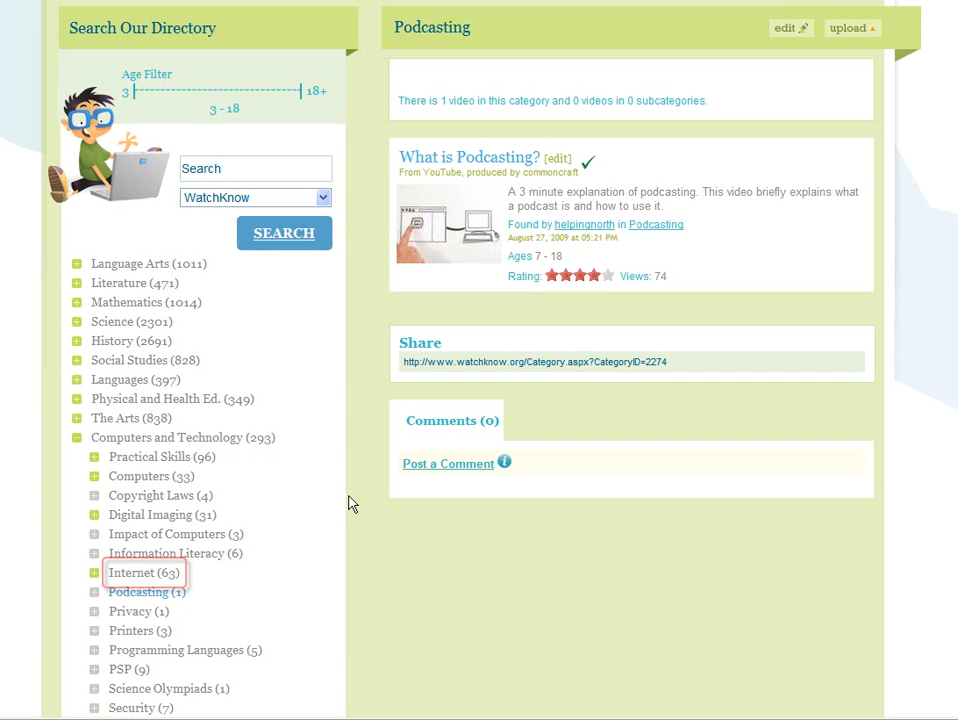 Search Our Directory
Age Filter
3 18+
3 - 18
Search
WatchKnow
SEARCH
Language Arts (1011)
Literature (471)
Mathematics (1014)
Science (2301)
History (2691)
Social Studies (828)
Languages (397)
Physical and Health Ed. (349)
The Arts (838)
Computers and Technology (293)
Practical Skills (96)
Computers (33)
Copyright Laws (4)
Digital Imaging (31)
Impact of Computers (3)
Information Literacy (6)
Internet (63)
Podcasting (1)
Privacy (1)
Printers (3)
Programming Languages (5)
PSP (9)
Science Olympiads (1)
Security (7)
Podcasting
edit upload
There is 1 video in this category and 0 videos in 0 subcategories.
What is Podcasting? [edit]
From YouTube, produced by commoncraft
A 3 minute explanation of podcasting. This video briefly explains what
a podcast is and how to use it.
Found by helpingnorth in Podcasting
August 27, 2009 at 05:21 PM
Ages 7 - 18
Rating: Views: 74
Share
http://www.watchknow.org/Category.aspx?CategoryID=2274
Comments (0)
Post a Comment i